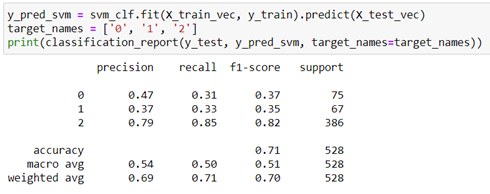 y_pred_svm = svm_clf.fit(X_train_vec, y_train).predict(X_test_vec)
target_names = ['0', '1', '2']
print(classification_report(y_test, y_pred_svm, target_names=target_names))
precision recall f1-score support
0 0.47 0.31 0.37 75
1 0.37 0.33 0.35 67
2 0.79 0.85 0.82 386
accuracy 0.71 528
macro avg 0.54 0.50 0.51 528
weighted avg 0.69 0.71 0.70 528